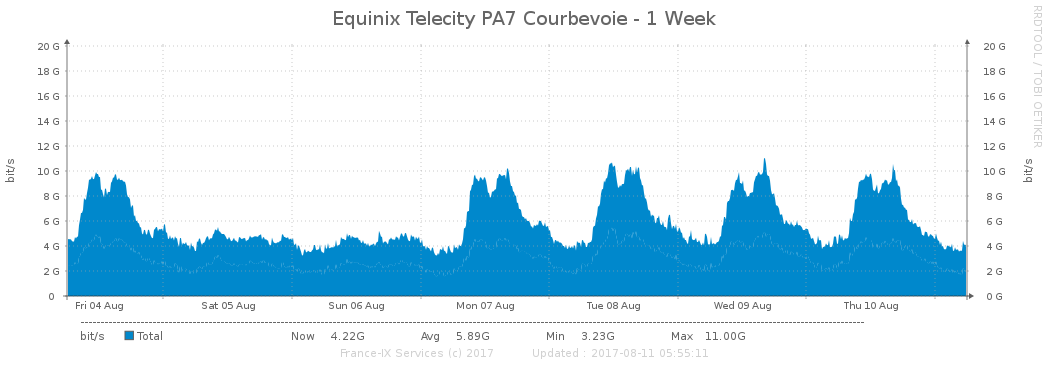 Equinix Telecity PA7 Courbevoie - 1 Week
RRDTOOL / TOBI OETIKER
20 G 20 G
18 G 18 G
16 G 16 G
14 G 14 G
12 G 12 G
10 G 10 G
8 G 8 G
6 G 6 G
4 G 4 G
2 G 2 G
0 0 G
bit/s
bit/s
Fri 04 Aug Sat 05 Aug Sun 06 Aug Mon 07 Aug Tue 08 Aug Wed 09 Aug Thu 10 Aug
bit/s Total Now 4.22G Avg 5.89G Min 3.23G Max 11.00G
France-IX Services (c) 2017 Updated : 2017-08-11 05:55:11